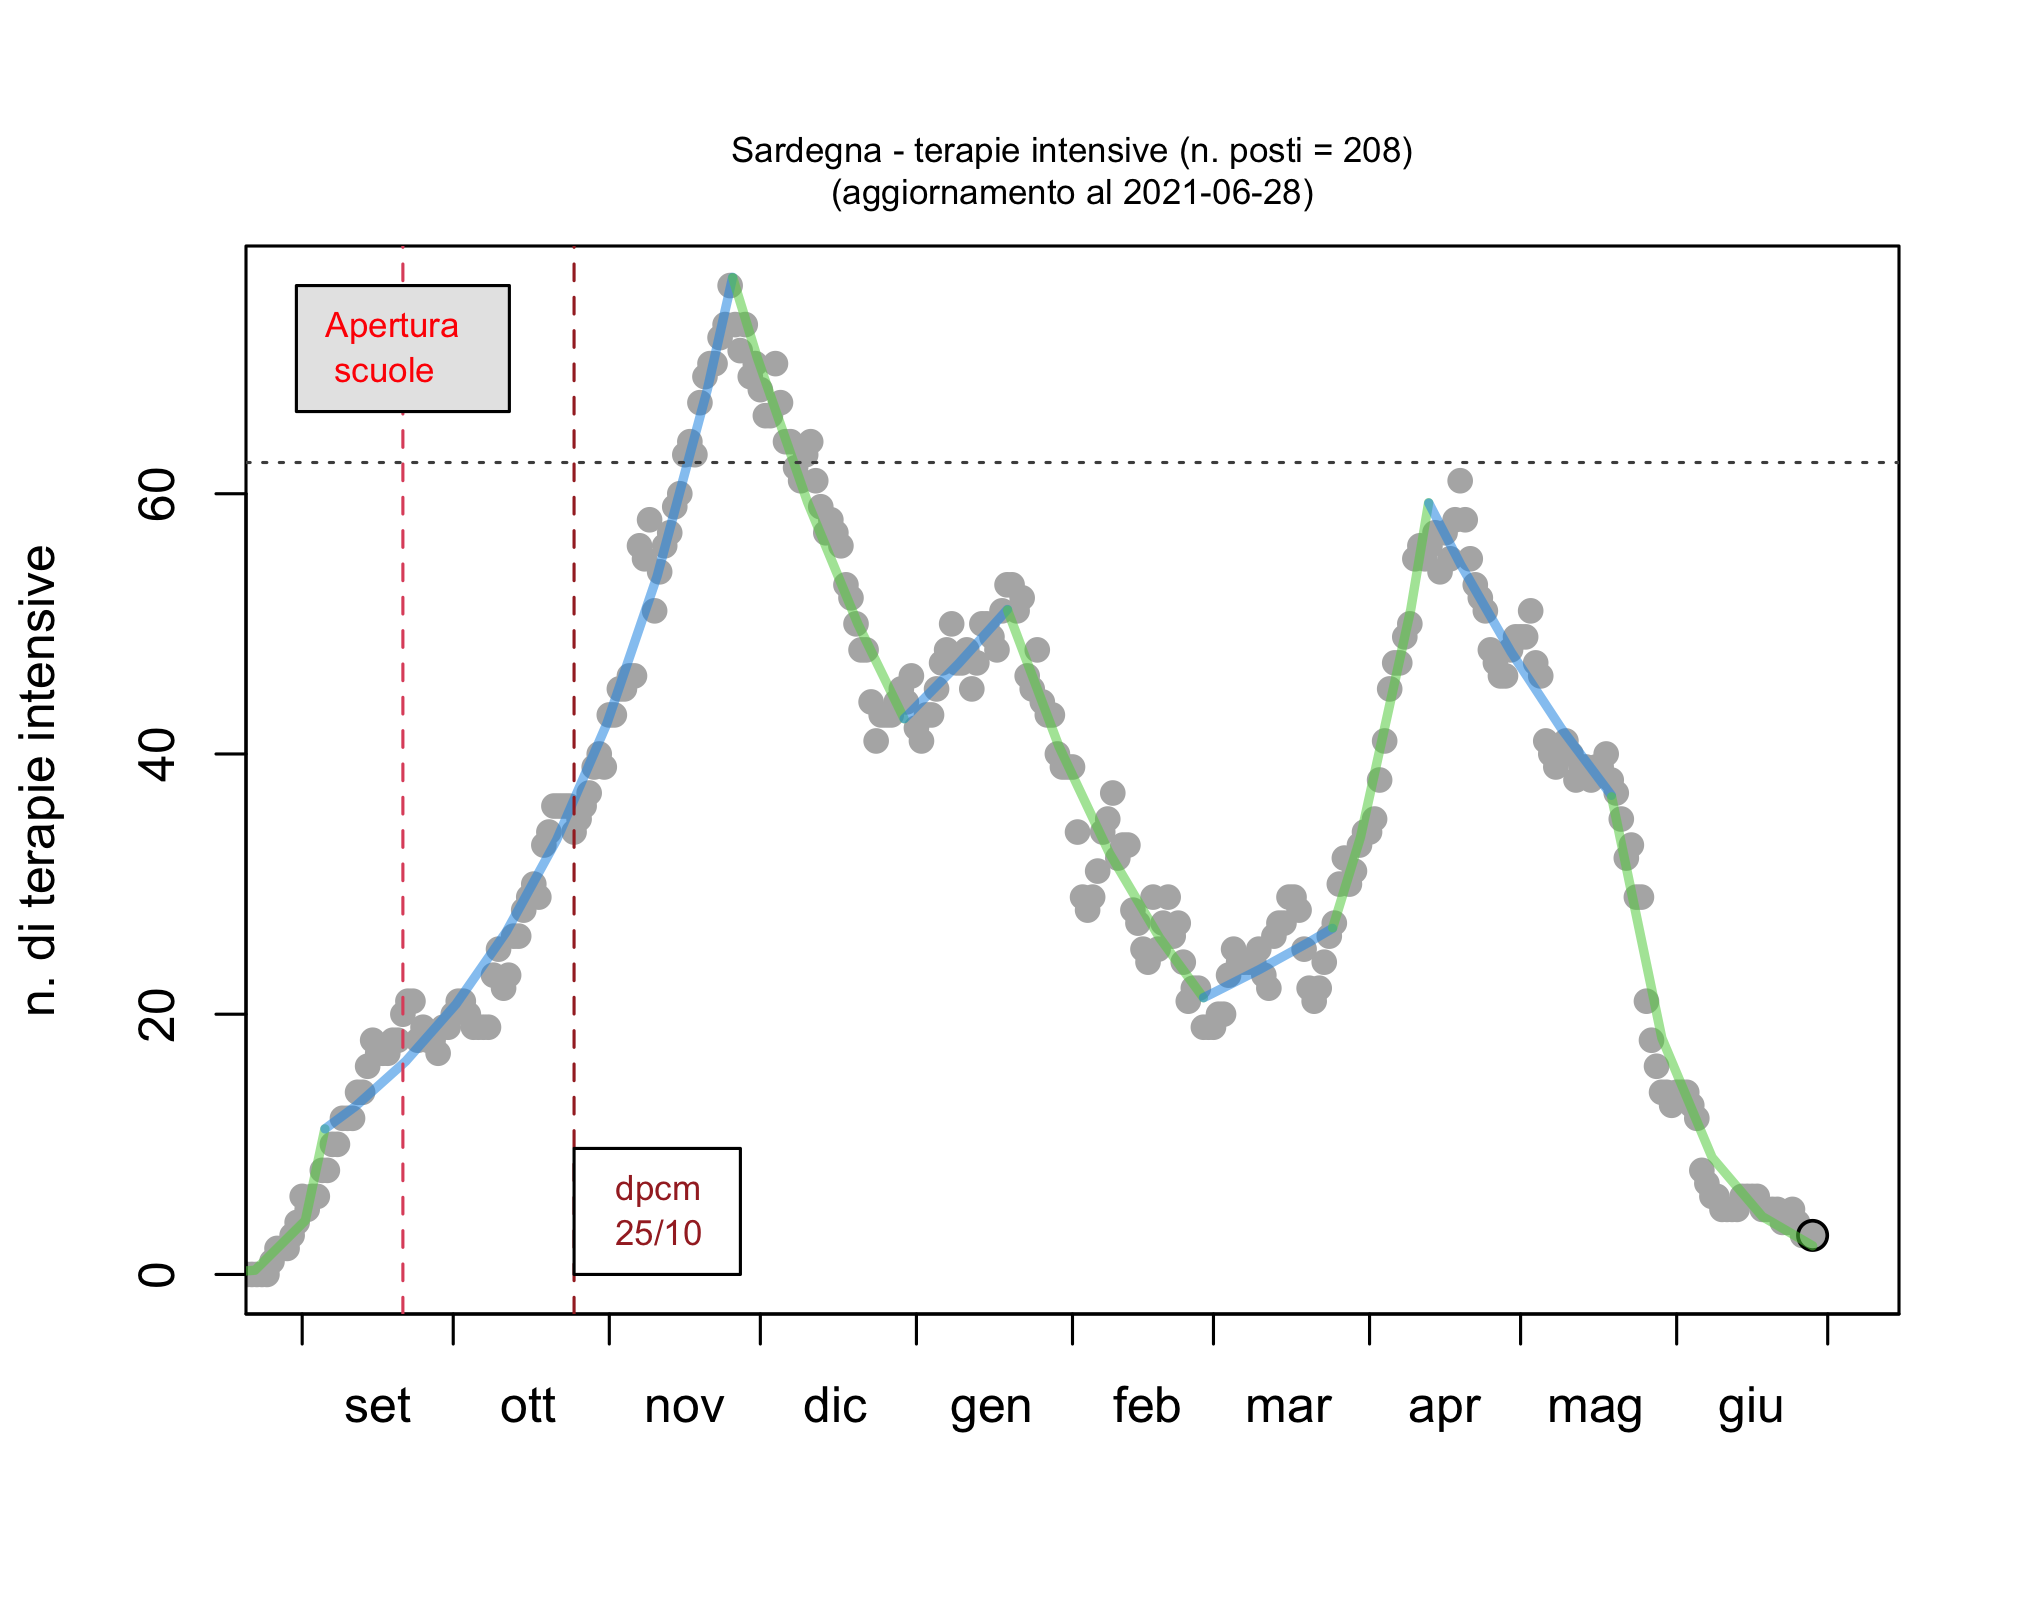 Sardegna - terapie intensive (n. posti = 208)
(aggiornamento al 2021-06-28)
Apertura
scuole
n. di terapie intensive
60
40
20
0
dpcm
25/10
set ott nov dic gen feb mar apr mag giu